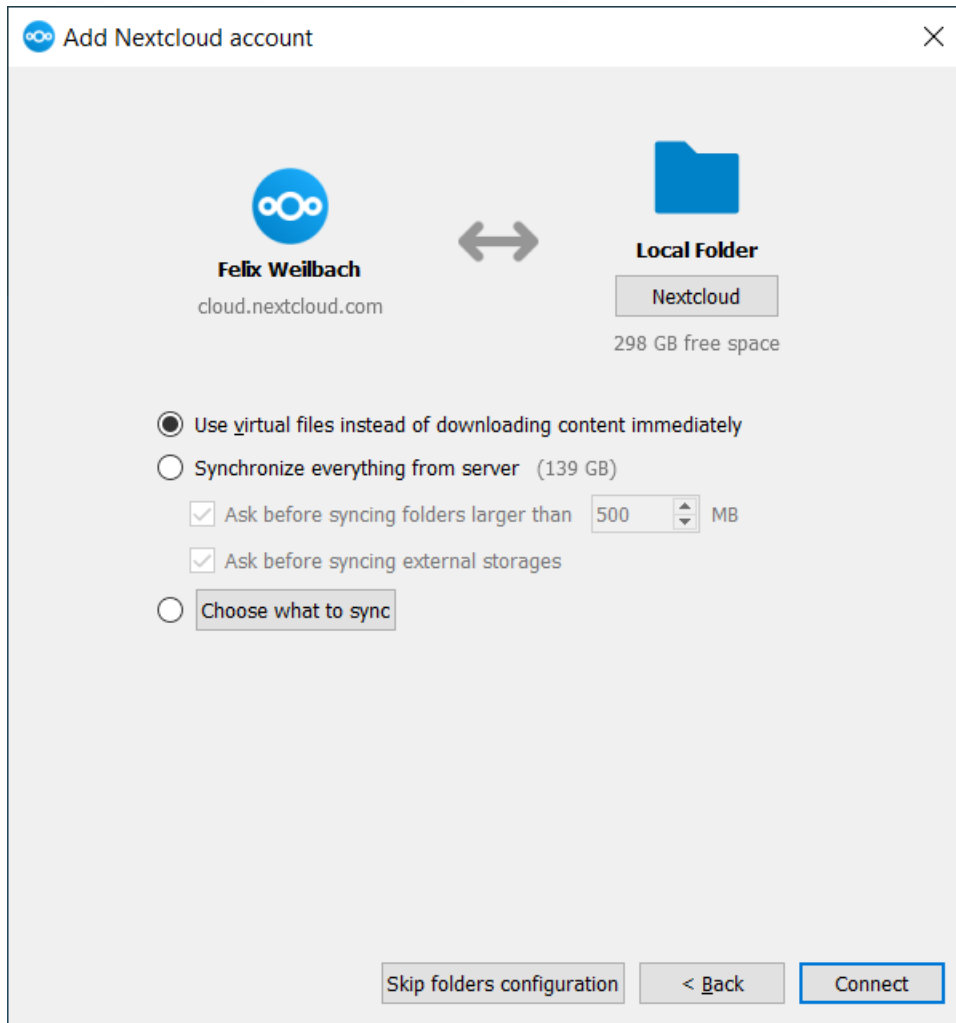 Add Nextcloud account
Felix Weilbach
cloud.nextcloud.com
Local Folder
Nextcloud
298 GB free space
Use virtual files instead of downloading content immediately
Synchronize everything from server (139 GB)
Ask before syncing folders larger than 500 MB
Ask before syncing external storages
Choose what to sync
Skip folders configuration < Back Connect